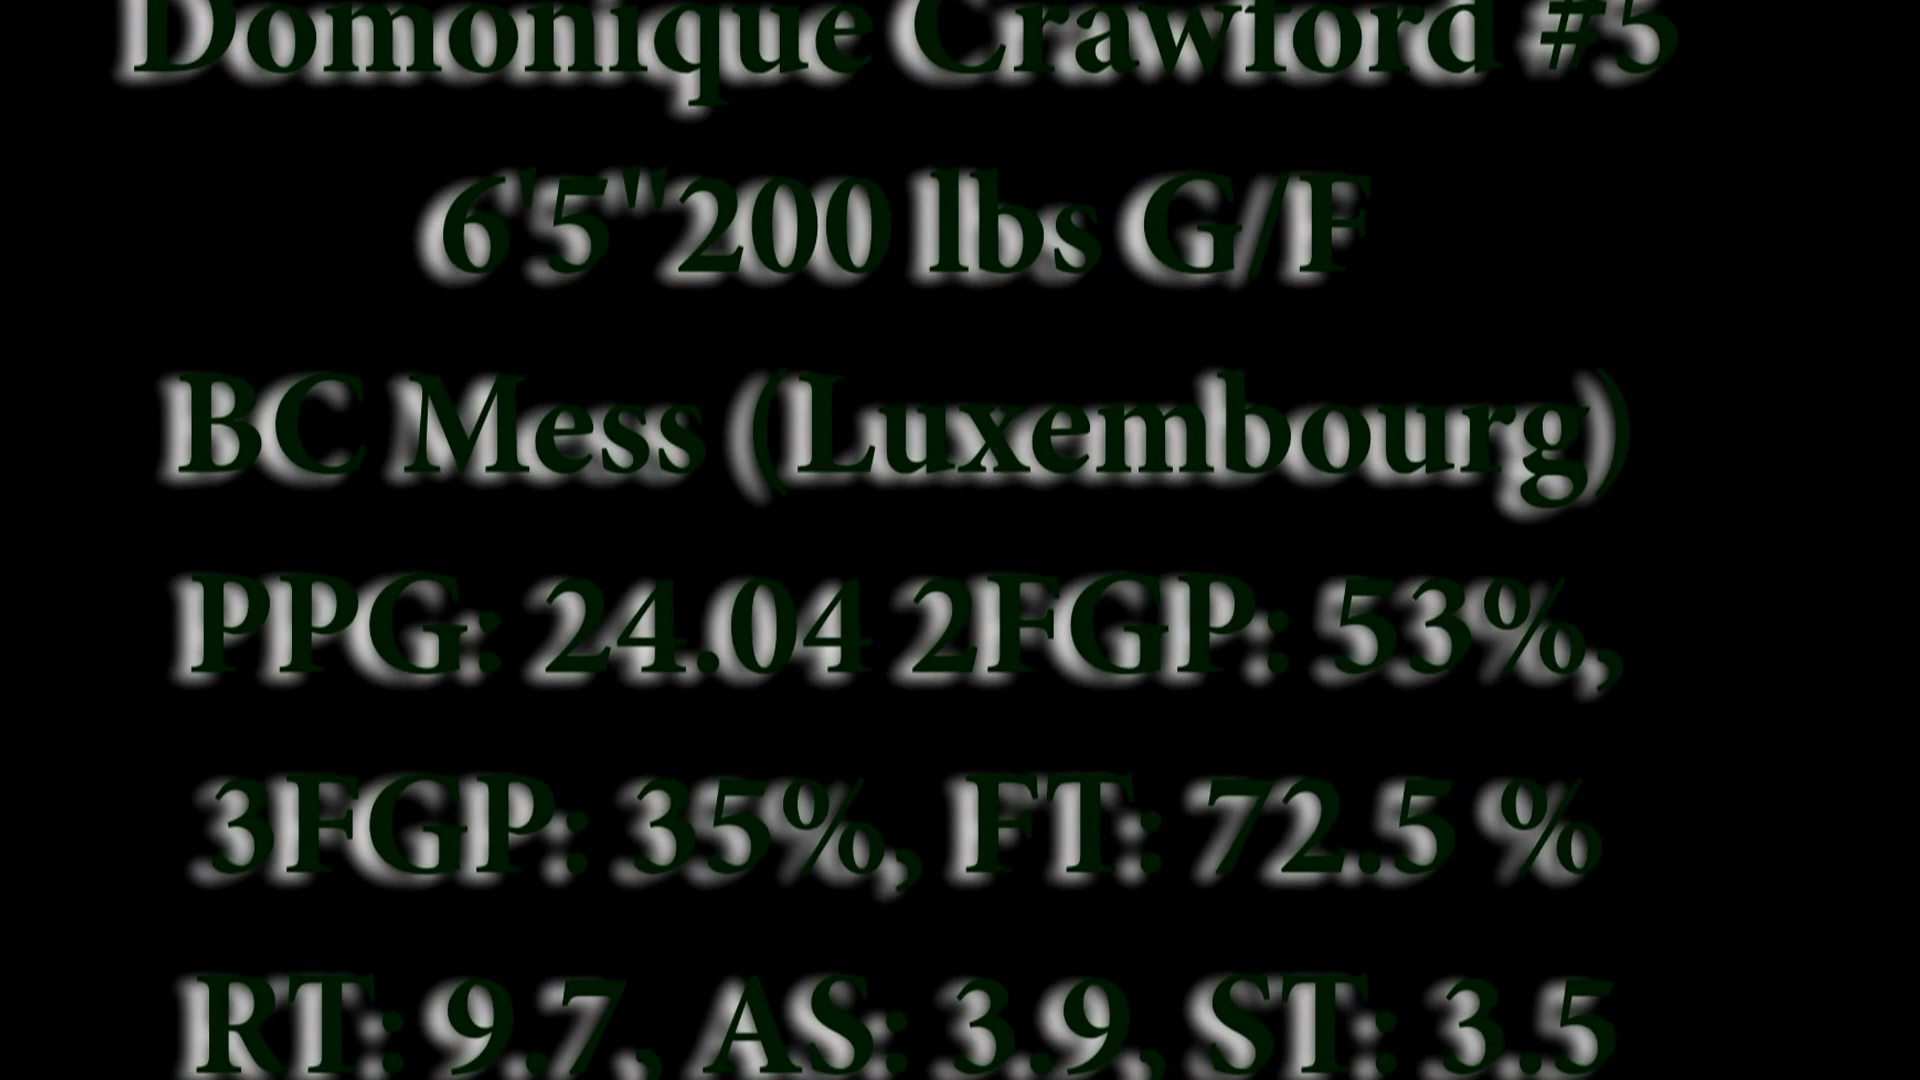 Domonique Crawford #5
6'5"200 lbs G/F
BC Mess (Luxembourg)
PPG: 24.04 2FGP: 53%,
3FGP: 35%, FT: 72.5 %
RT: 9.7, AS: 3.9, ST: 3.5